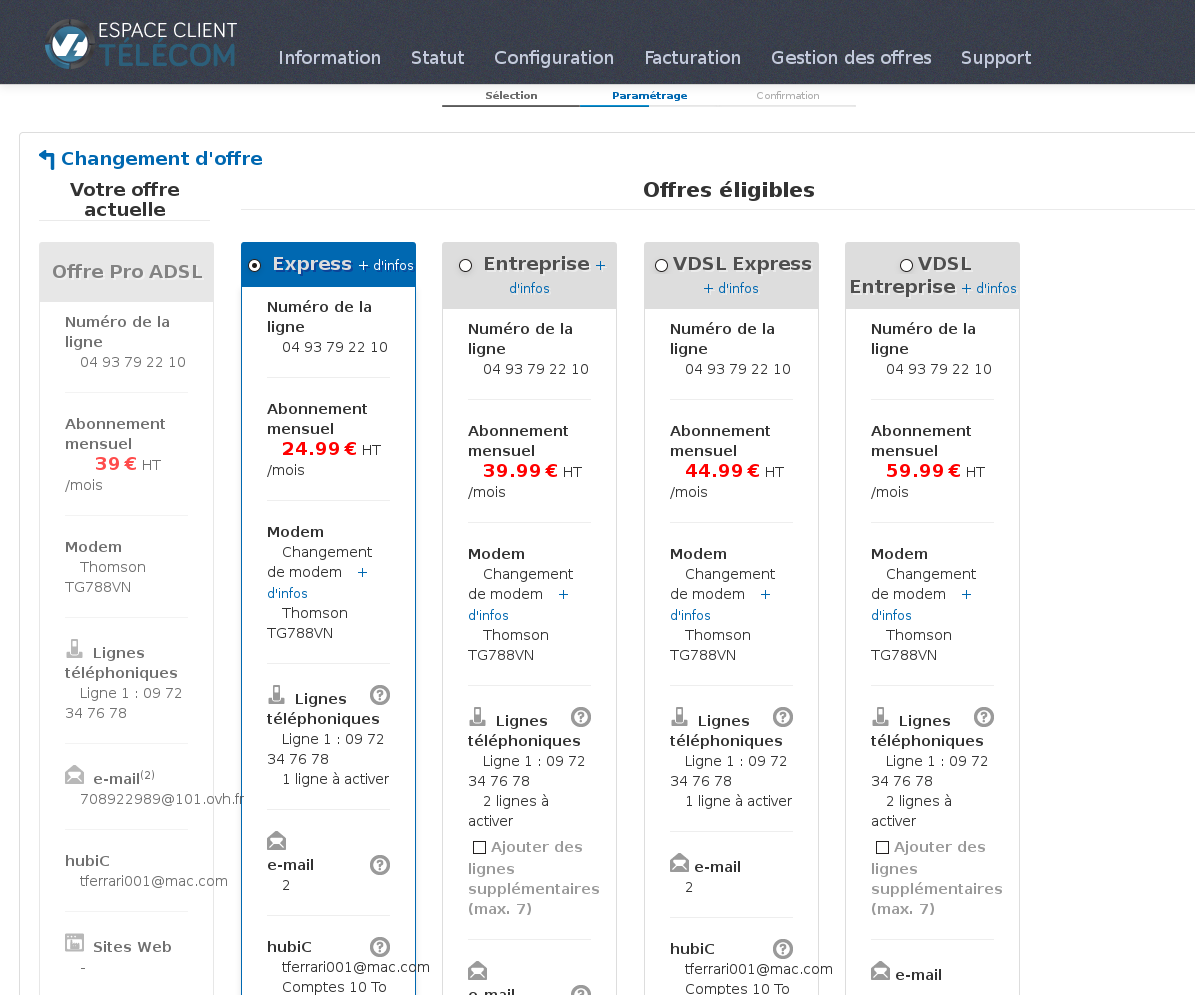 ESPACE CLIENT
TÉLÉCOM
Information Statut Configuration Facturation Gestion des offres Support
Sélection Paramétrage Confirmation
Changement d'offre
Votre offre
actuelle
Offres éligibles
Offre Pro ADSL
Numéro de la
ligne
04 93 79 22 10
Abonnement
mensuel
39 € HT
/mois
Modem
Thomson
TG788VN
Lignes
téléphoniques
Ligne 1 : 09 72
34 76 78
e-mail(2)
708922989@101.ovh.fr
hubiC
tferrari001@mac.com
Sites Web
-
Express + d'infos
Numéro de la
ligne
04 93 79 22 10
Abonnement
mensuel
24.99 € HT
/mois
Modem
Changement
de modem +
d'infos
Thomson
TG788VN
Lignes ?
téléphoniques
Ligne 1 : 09 72
34 76 78
1 ligne à activer
e-mail ?
2
hubiC ?
tferrari001@mac.com
Comptes 10 To
Entreprise +
d'infos
Numéro de la
ligne
04 93 79 22 10
Abonnement
mensuel
39.99 € HT
/mois
Modem
Changement
de modem +
d'infos
Thomson
TG788VN
Lignes ?
téléphoniques
Ligne 1 : 09 72
34 76 78
2 lignes à
activer
Ajouter des
lignes
supplémentaires
(max. 7)
e-mail ?
VDSL Express
+ d'infos
Numéro de la
ligne
04 93 79 22 10
Abonnement
mensuel
44.99 € HT
/mois
Modem
Changement
de modem +
d'infos
Thomson
TG788VN
Lignes ?
téléphoniques
Ligne 1 : 09 72
34 76 78
1 ligne à activer
e-mail
2
hubiC ?
tferrari001@mac.com
Comptes 10 To
VDSL
Entreprise + d'infos
Numéro de la
ligne
04 93 79 22 10
Abonnement
mensuel
59.99 € HT
/mois
Modem
Changement
de modem +
d'infos
Thomson
TG788VN
Lignes ?
téléphoniques
Ligne 1 : 09 72
34 76 78
2 lignes à
activer
Ajouter des
lignes
supplémentaires
(max. 7)
e-mail